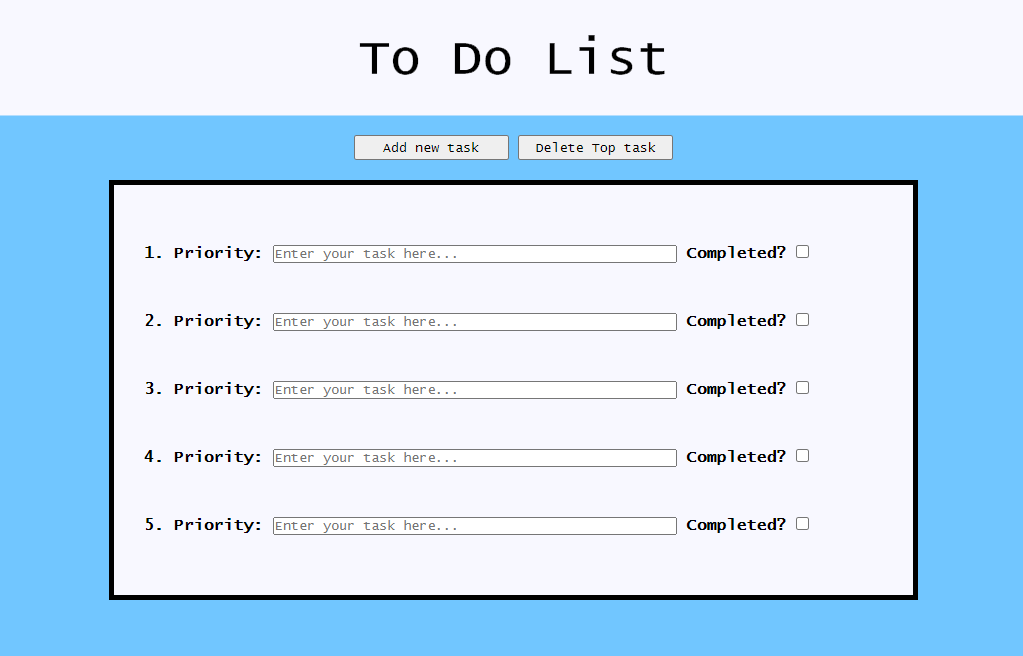 To Do List
Add new task Delete Top task
1. Priority: Enter your task here... Completed?
2. Priority: Enter your task here... Completed?
3. Priority: Enter your task here... Completed?
4. Priority: Enter your task here... Completed?
5. Priority: Enter your task here... Completed?